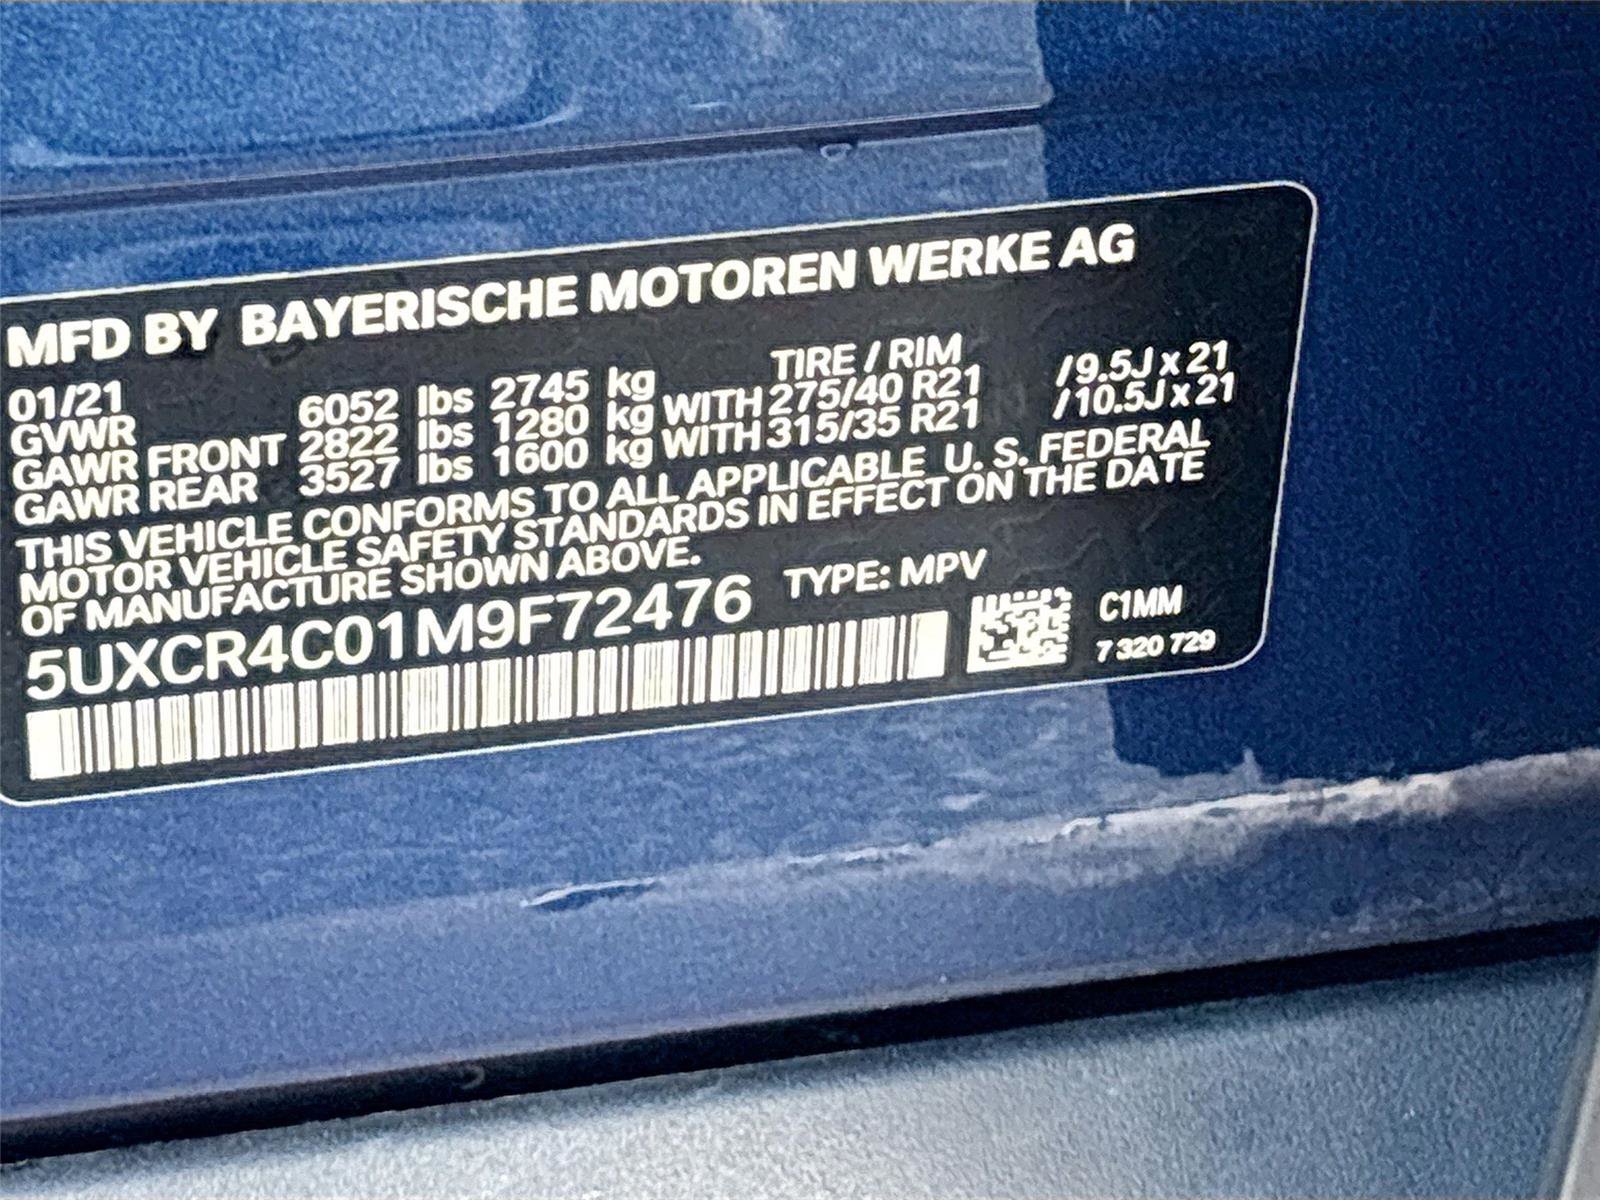 MFD BY BAYERISCHE MOTOREN WERKE AG
01/21 TIRE / RIM
GVWR 6052 lbs 2745 kg
GAWR FRONT 2822 lbs 1280 kg WITH 275/40 R21 /9.5J x 21
GAWR REAR 3527 lbs 1600 kg WITH 315/35 R21 /10.5J x 21
THIS VEHICLE CONFORMS TO ALL APPLICABLE U. S. FEDERAL
MOTOR VEHICLE SAFETY STANDARDS IN EFFECT ON THE DATE
OF MANUFACTURE SHOWN ABOVE.
5UXCR4C01M9F72476 TYPE: MPV
C1MM
7 320 729